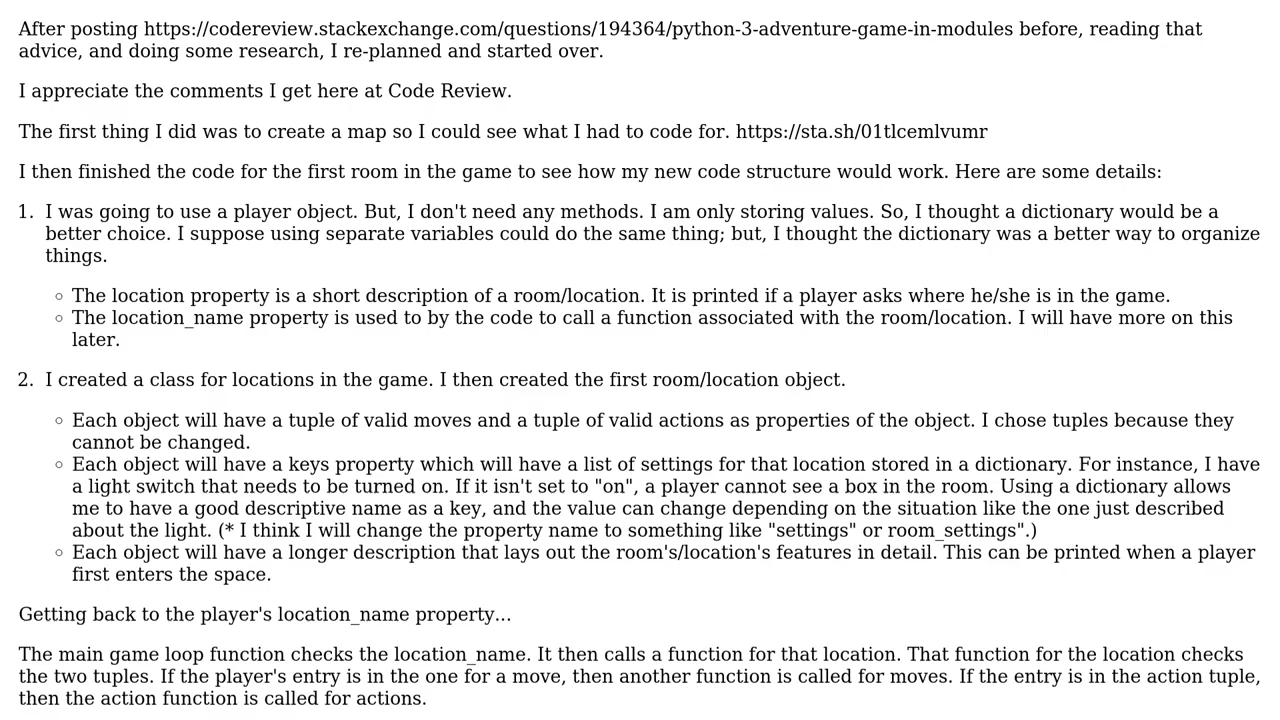 After posting https://codereview.stackexchange.com/questions/194364/python-3-adventure-game-in-modules before, reading that
advice, and doing some research, I re-planned and started over.
I appreciate the comments I get here at Code Review.
The first thing I did was to create a map so I could see what I had to code for. https://sta.sh/01tlcemlvumr
I then finished the code for the first room in the game to see how my new code structure would work. Here are some details:
1. I was going to use a player object. But, I don't need any methods. I am only storing values. So, I thought a dictionary would be a
better choice. I suppose using separate variables could do the same thing; but, I thought the dictionary was a better way to organize
things.
◦ The location property is a short description of a room/location. It is printed if a player asks where he/she is in the game.
◦ The location_name property is used to by the code to call a function associated with the room/location. I will have more on this
later.
2. I created a class for locations in the game. I then created the first room/location object.
◦ Each object will have a tuple of valid moves and a tuple of valid actions as properties of the object. I chose tuples because they
cannot be changed.
◦ Each object will have a keys property which will have a list of settings for that location stored in a dictionary. For instance, I have
a light switch that needs to be turned on. If it isn't set to "on", a player cannot see a box in the room. Using a dictionary allows
me to have a good descriptive name as a key, and the value can change depending on the situation like the one just described
about the light. (* I think I will change the property name to something like "settings" or room_settings".)
◦ Each object will have a longer description that lays out the room's/location's features in detail. This can be printed when a player
first enters the space.
Getting back to the player's location_name property...
The main game loop function checks the location_name. It then calls a function for that location. That function for the location checks
the two tuples. If the player's entry is in the one for a move, then another function is called for moves. If the entry is in the action tuple,
then the action function is called for actions.